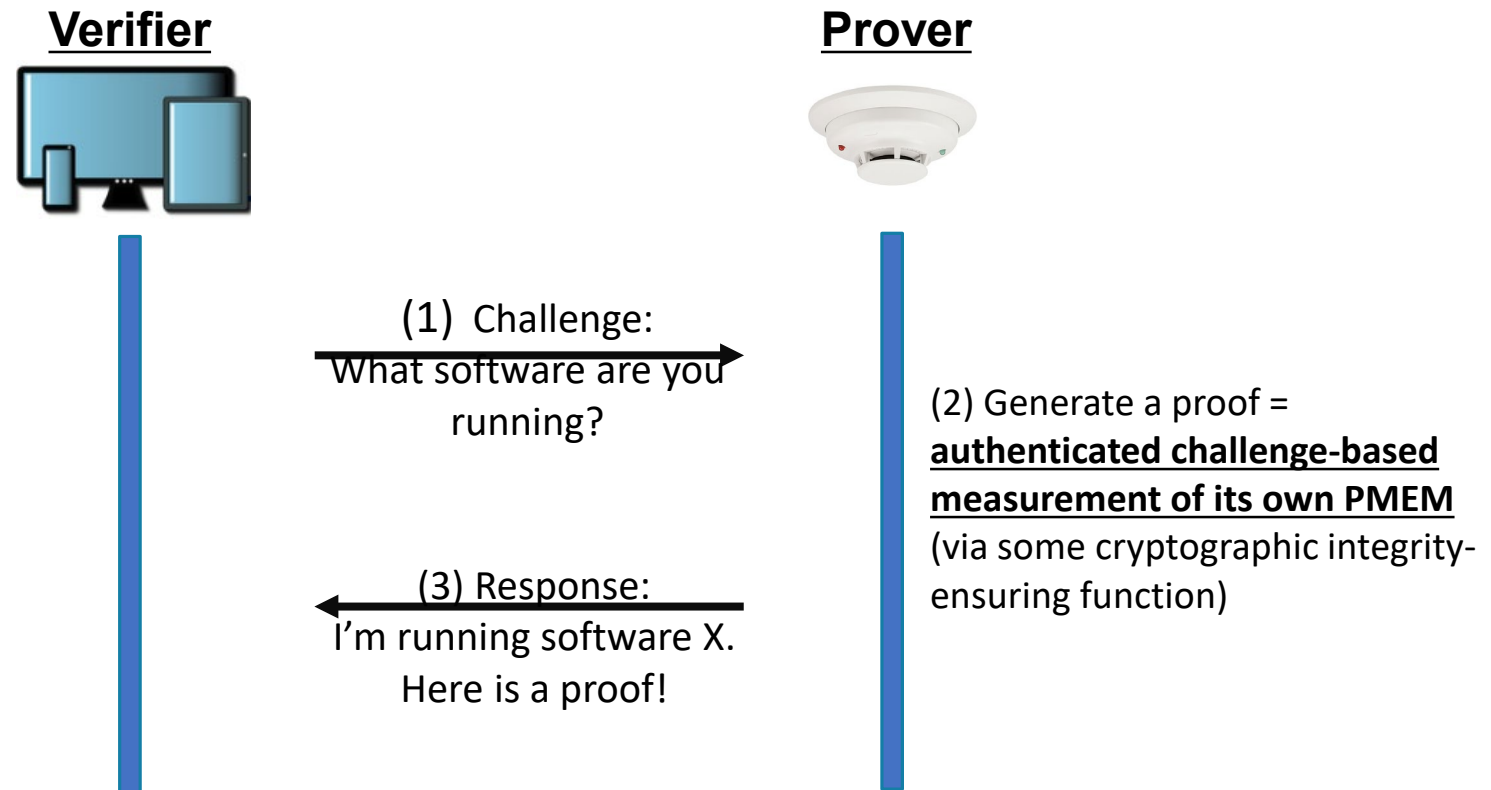 Verifier
Prover
(1) Challenge:
What software are you
running?
(2) Generate a proof =
authenticated challenge-based
measurement of its own PMEM
(via some cryptographic integrity-
ensuring function)
(3) Response:
I'm running software X.
Here is a proof!